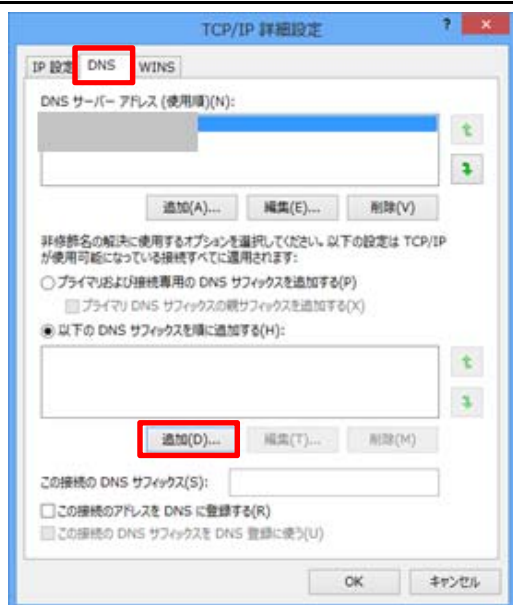 TCP/IP 詳細設定
?
IP 設定 DNS WINS
DNS サーバー アドレス (使用順)(N):
追加(A)... 編集(E)... 削除(V)
非修飾名の解決に使用するオプションを選択してください。以下の設定は TCP/IP
が使用可能になっている接続すべてに適用されます:
プライマリおよび接続専用の DNS サフィックスを追加する(P)
プライマリ DNS サフィックスの親サフィックスを追加する(X)
以下の DNS サフィックスを順に追加する(H):
追加(D)... 編集(T)... 削除(M)
この接続の DNS サフィックス(S):
この接続のアドレスを DNS に登録する(R)
この接続の DNS サフィックスを DNS 登録に使う(U)
OK キャンセル